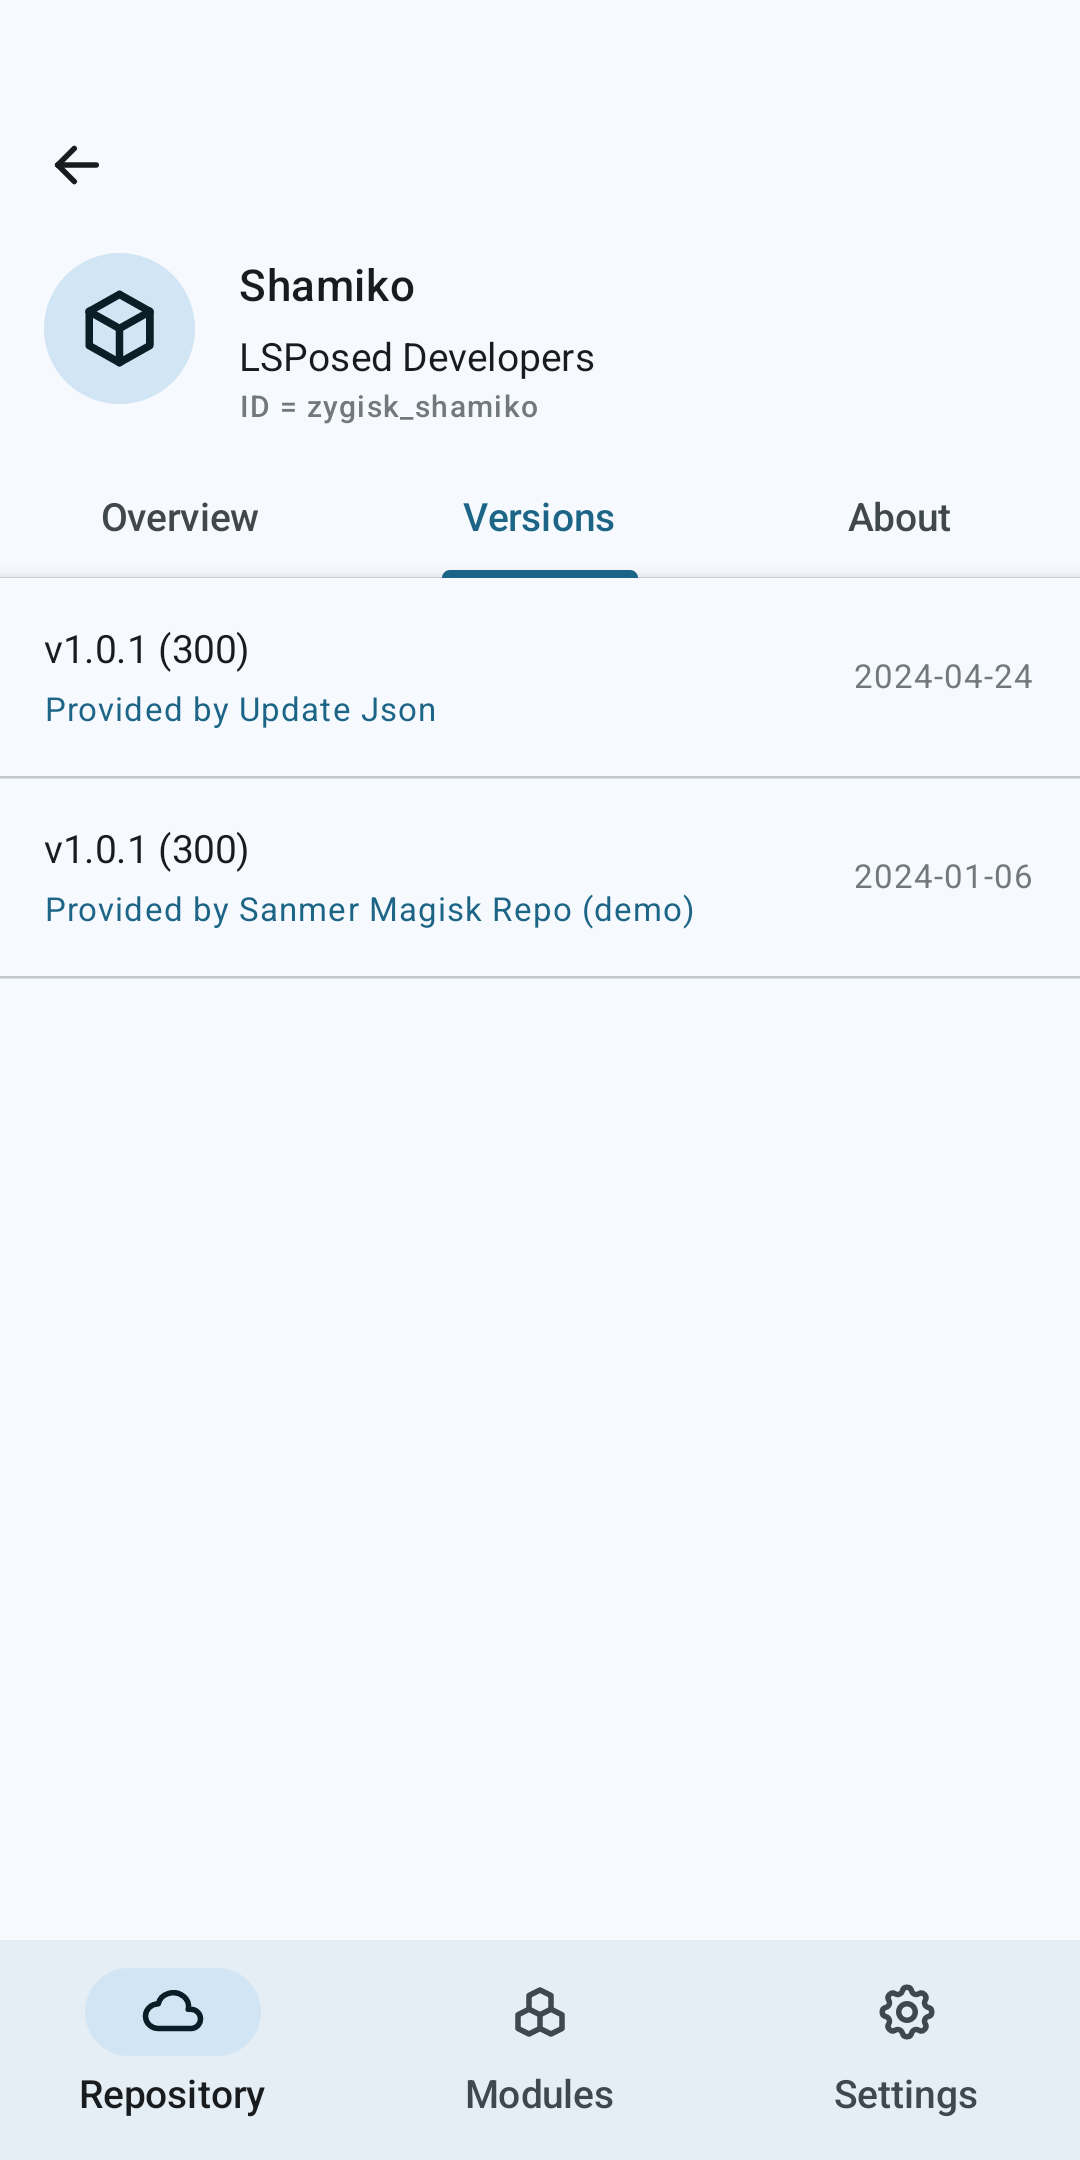 Shamiko
LSPosed Developers
ID = zygisk_shamiko
Overview
Versions
About
v1.0.1 (300)
2024-04-24
Provided by Update Json
v1.0.1 (300)
2024-01-06
Provided by Sanmer Magisk Repo (demo)
Repository
Modules
Settings